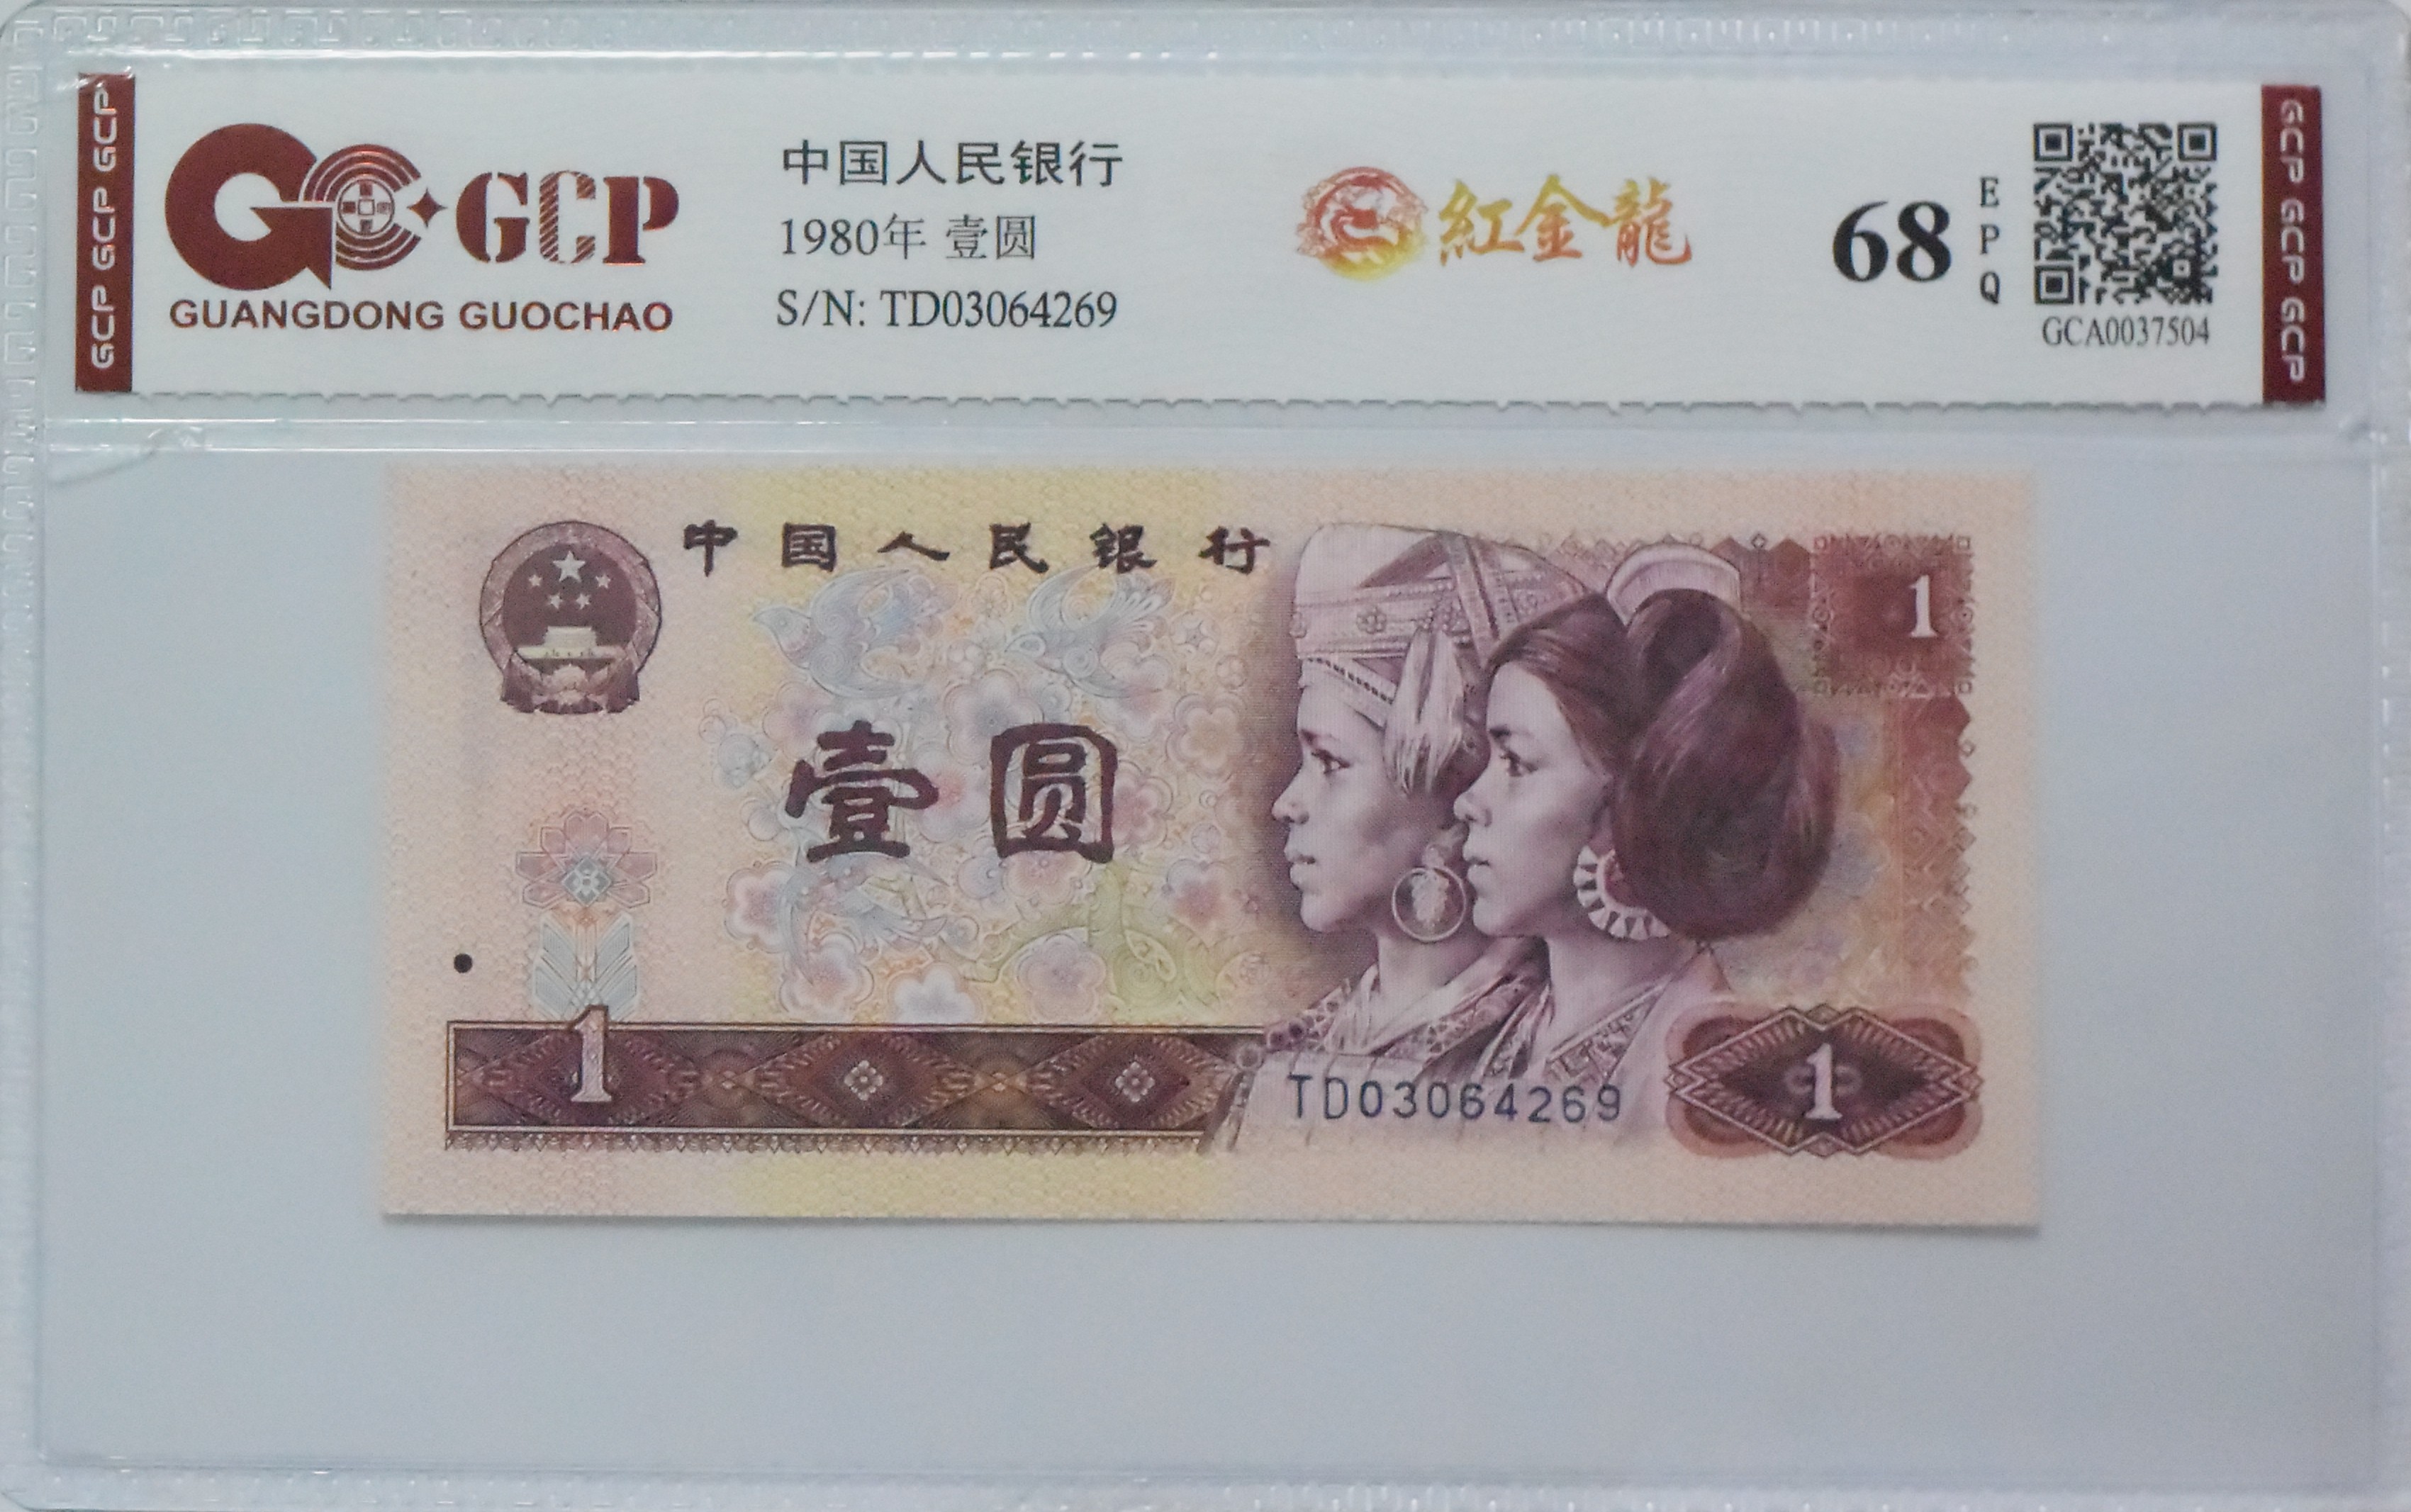 GCP GCP GCP
GCP
GUANGDONG GUOCHAO
中国人民银行
1980年 壹圆
S/N: TD03064269
紅金龍
68
EPQ
GCA0037504
GCP GCP GCP GCP
中国人民银行
1
壹圆
1
TD03064269
1